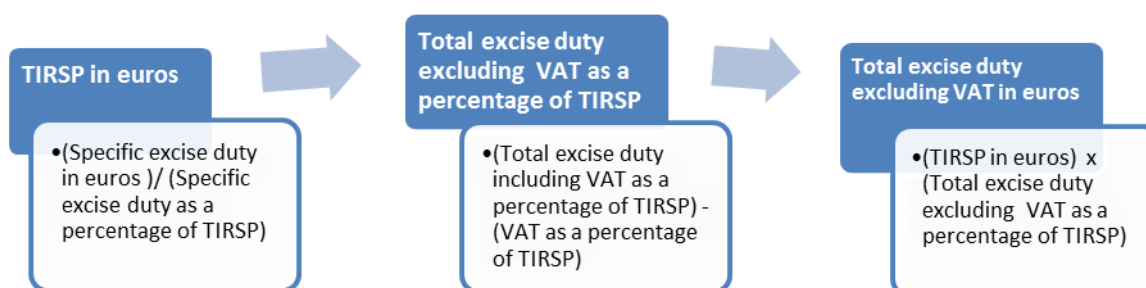 TIRSP in euros
•(Specific excise duty
in euros )/ (Specific
excise duty as a
percentage of TIRSP)
Total excise duty
excluding VAT as a
percentage of TIRSP
•(Total excise duty
including VAT as a
percentage of TIRSP) -
(VAT as a percentage
of TIRSP)
Total excise duty
excluding VAT in euros
•(TIRSP in euros) x
(Total excise duty
excluding VAT as a
percentage of TIRSP)